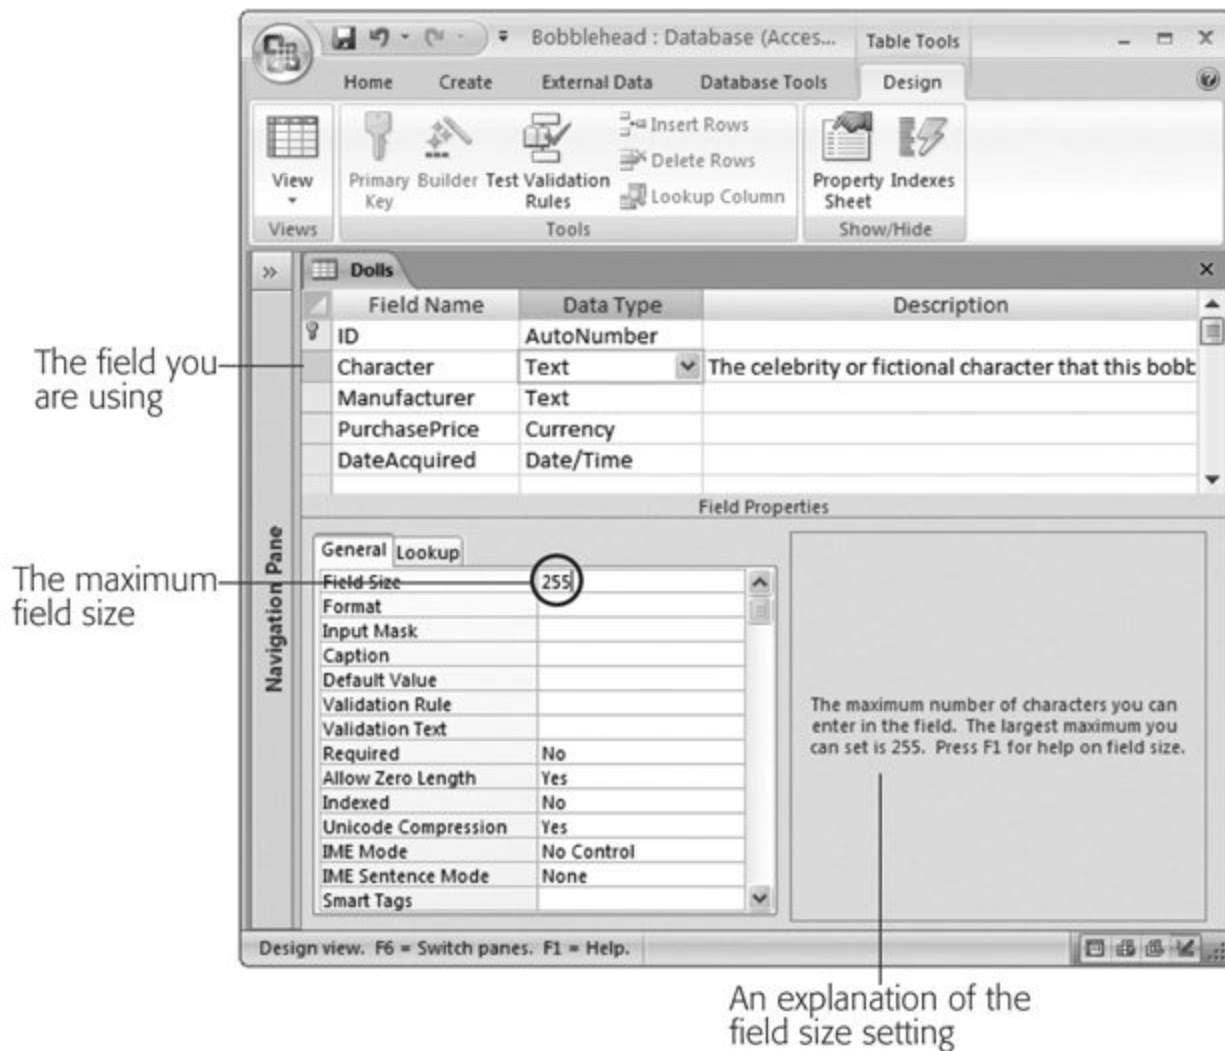 Bobblehead : Database (Acces...
Table Tools
Home Create External Data Database Tools Design
View
Primary Key
Builder
Test Validation Rules
Insert Rows
Delete Rows
Lookup Column
Property Sheet
Indexes
Views
Tools
Show/Hide
Dolls
Field Name Data Type Description
ID AutoNumber
The field you
are using
Character Text The celebrity or fictional character that this bobb
Manufacturer Text
PurchasePrice Currency
DateAcquired Date/Time
Field Properties
Navigation Pane
General Lookup
The maximum
field size
Field Size 255
Format
Input Mask
Caption
Default Value
Validation Rule
Validation Text
Required No
Allow Zero Length Yes
Indexed No
Unicode Compression Yes
IME Mode No Control
IME Sentence Mode None
Smart Tags
The maximum number of characters you can
enter in the field. The largest maximum you
can set is 255. Press F1 for help on field size.
Design view. F6 = Switch panes. F1 = Help.
An explanation of the
field size setting